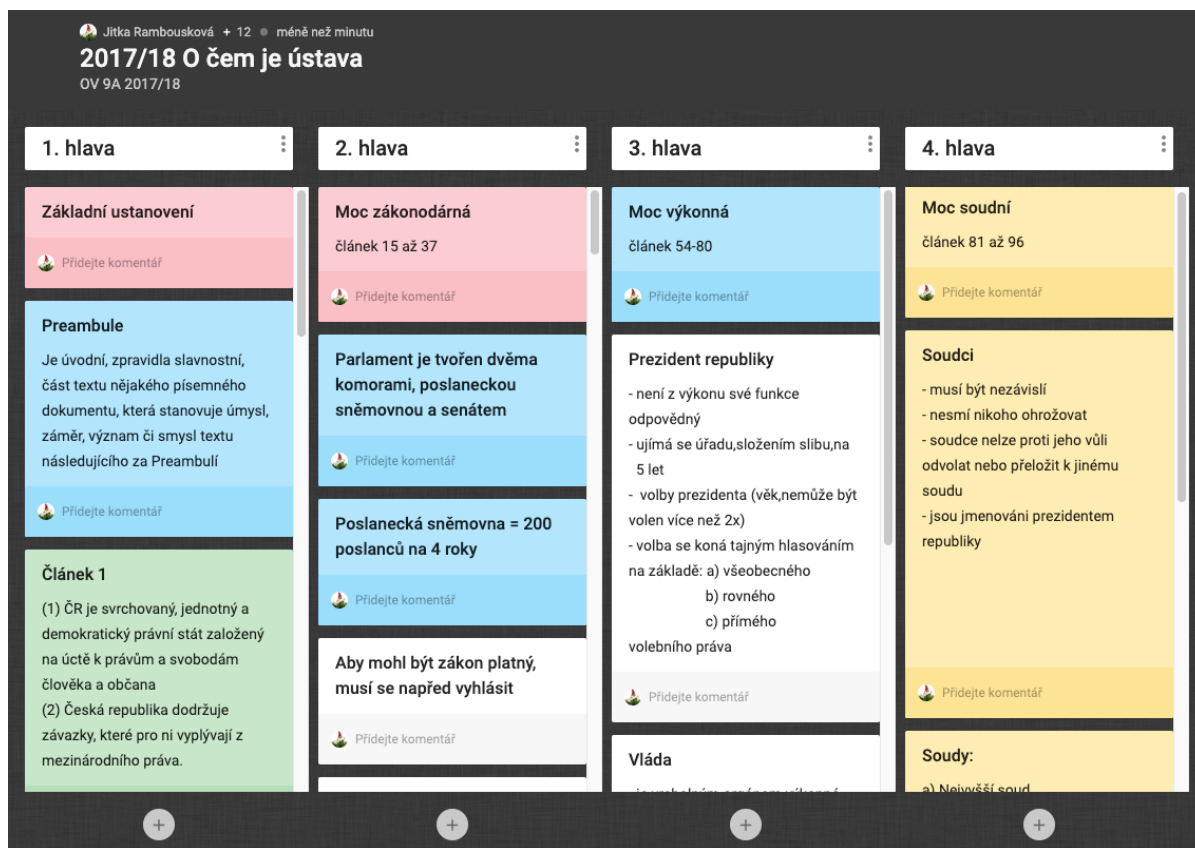 Jitka Rambousková + 12 méně než minutu
2017/18 O čem je ústava
OV 9A 2017/18
1. hlava
Základní ustanovení
Přidejte komentář
Preambule
Je úvodní, zpravidla slavnostní,
část textu nějakého písemného
dokumentu, která stanovuje úmysl,
záměr, význam či smysl textu
následujícího za Preambulí
Přidejte komentář
Článek 1
(1) ČR je svrchovaný, jednotný a
demokratický právní stát založený
na úctě k právům a svobodám
člověka a občana
(2) Česká republika dodržuje
závazky, které pro ni vyplývají z
mezinárodního práva.
2. hlava
Moc zákonodárná
článek 15 až 37
Přidejte komentář
Parlament je tvořen dvěma
komorami, poslaneckou
sněmovnou a senátem
Přidejte komentář
Poslanecká sněmovna = 200
poslanců na 4 roky
Přidejte komentář
Aby mohl být zákon platný,
musí se napřed vyhlásit
Přidejte komentář
3. hlava
Moc výkonná
článek 54-80
Přidejte komentář
Prezident republiky
- není z výkonu své funkce
odpovědný
- ujímá se úřadu,složením slibu,na
5 let
- volby prezidenta (věk,nemůže být
volen více než 2x)
- volba se koná tajným hlasováním
na základě: a) všeobecného
b) rovného
c) přímého
volebního práva
Přidejte komentář
Vláda
4. hlava
Moc soudní
článek 81 až 96
Přidejte komentář
Soudci
- musí být nezávislí
- nesmí nikoho ohrožovat
- soudce nelze proti jeho vůli
odvolat nebo přeložit k jinému
soudu
- jsou jmenováni prezidentem
republiky
Přidejte komentář
Soudy:
a) Nejvyšší soud